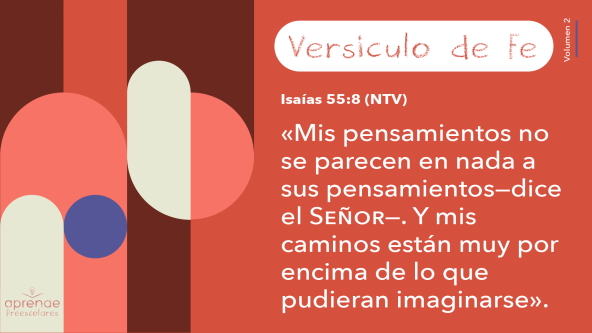 Versiculo de Fe
Volumen 2
Isaías 55:8 (NTV)
«Mis pensamientos no
se parecen en nada a
sus pensamientos—dice
el SEÑOR—. Y mis
caminos están muy por
encima de lo que
pudieran imaginarse».
aprende
Preescolares